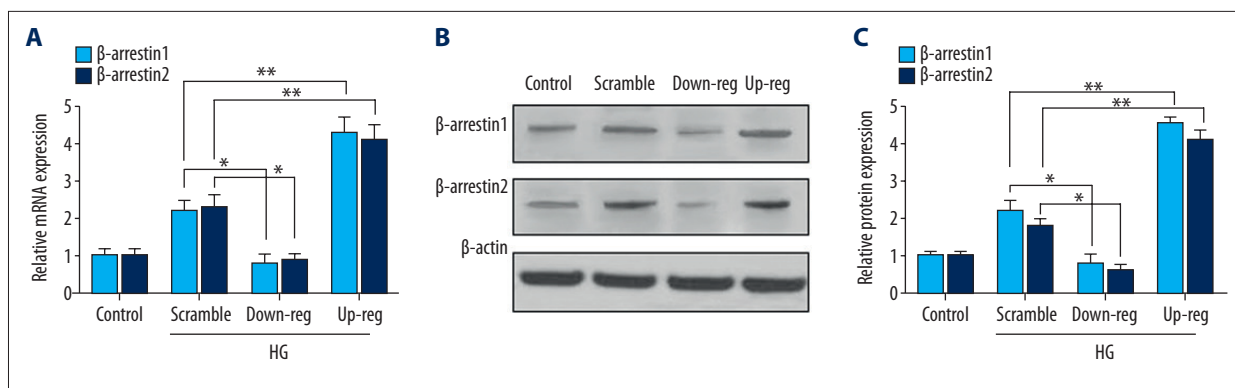 A
β-arrestin1
β-arrestin2
Relative mRNA expression
5
4
3
2
1
0
**
**
*
*
Control
Scramble
Down-reg
Up-reg
HG
B
Control
Scramble
Down-reg
Up-reg
β-arrestin1
β-arrestin2
β-actin
C
β-arrestin1
β-arrestin2
Relative protein expression
5
4
3
2
1
0
**
**
*
*
Control
Scramble
Down-reg
Up-reg
HG